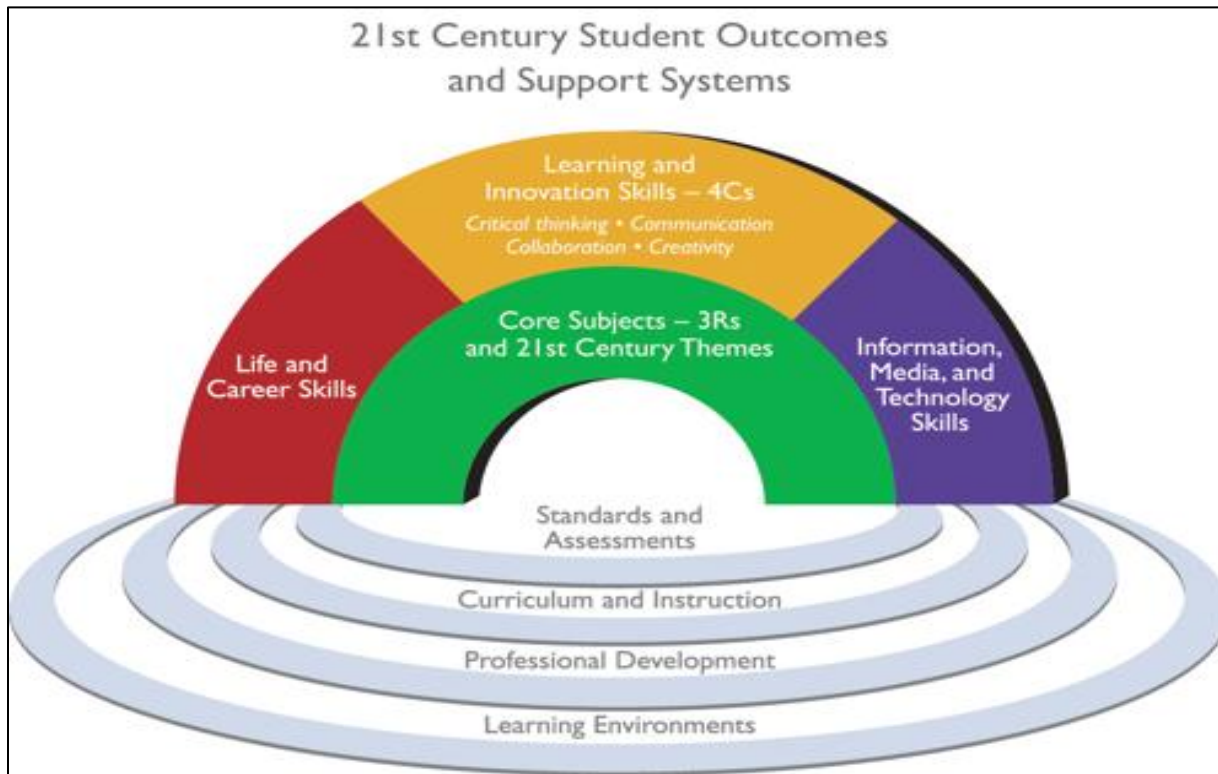 21st Century Student Outcomes
and Support Systems
Learning and
Innovation Skills – 4Cs
Critical thinking • Communication
Collaboration • Creativity
Core Subjects – 3Rs
and 21st Century Themes
Life and
Career Skills
Information,
Media, and
Technology
Skills
Standards and
Assessments
Curriculum and Instruction
Professional Development
Learning Environments